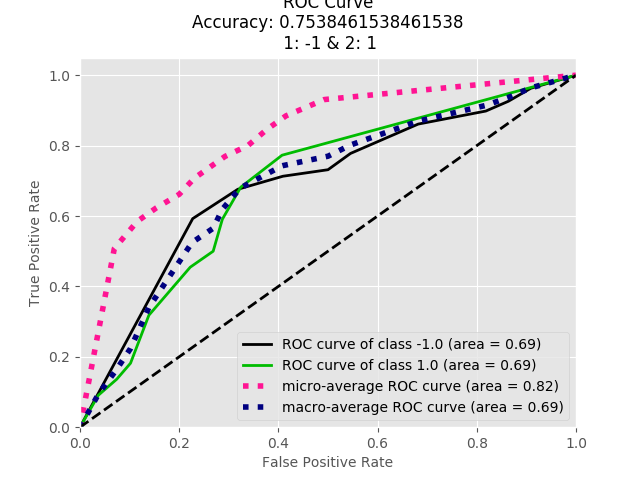 ROC Curve
Accuracy: 0.7538461538461538
1: -1 & 2: 1
True Positive Rate
1.0
0.8
0.6
0.4
0.2
0.0
ROC curve of class -1.0 (area = 0.69)
ROC curve of class 1.0 (area = 0.69)
micro-average ROC curve (area = 0.82)
macro-average ROC curve (area = 0.69)
0.0 0.2 0.4 0.6 0.8 1.0
False Positive Rate